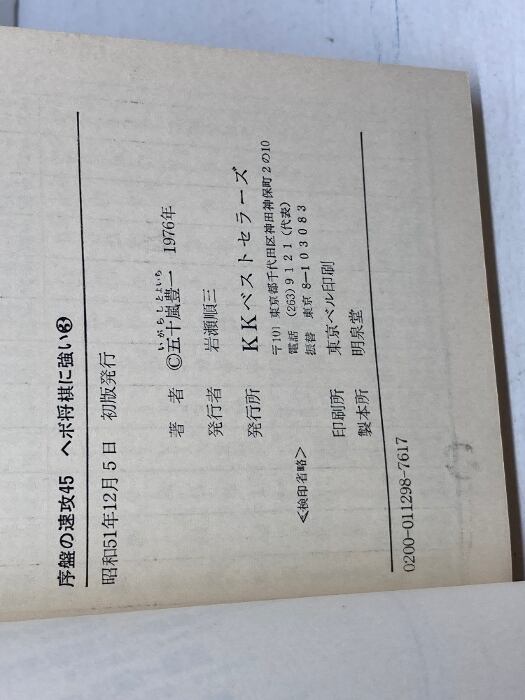 序盤の速攻45 ヘボ将棋に強い❸
昭和51年12月5日 初版発行
いがらしとよいち
著者 Ⓒ五十嵐豊一 1976年
発行者 岩瀬順三
発行所 KKベストセラーズ
〒101 東京都千代田区神田神保町2の10
電話 (263)9121(代表)
振替 東京8―103083
印刷所 東京ベル印刷
製本所 明泉堂
<検印省略>
0200-011298-7617